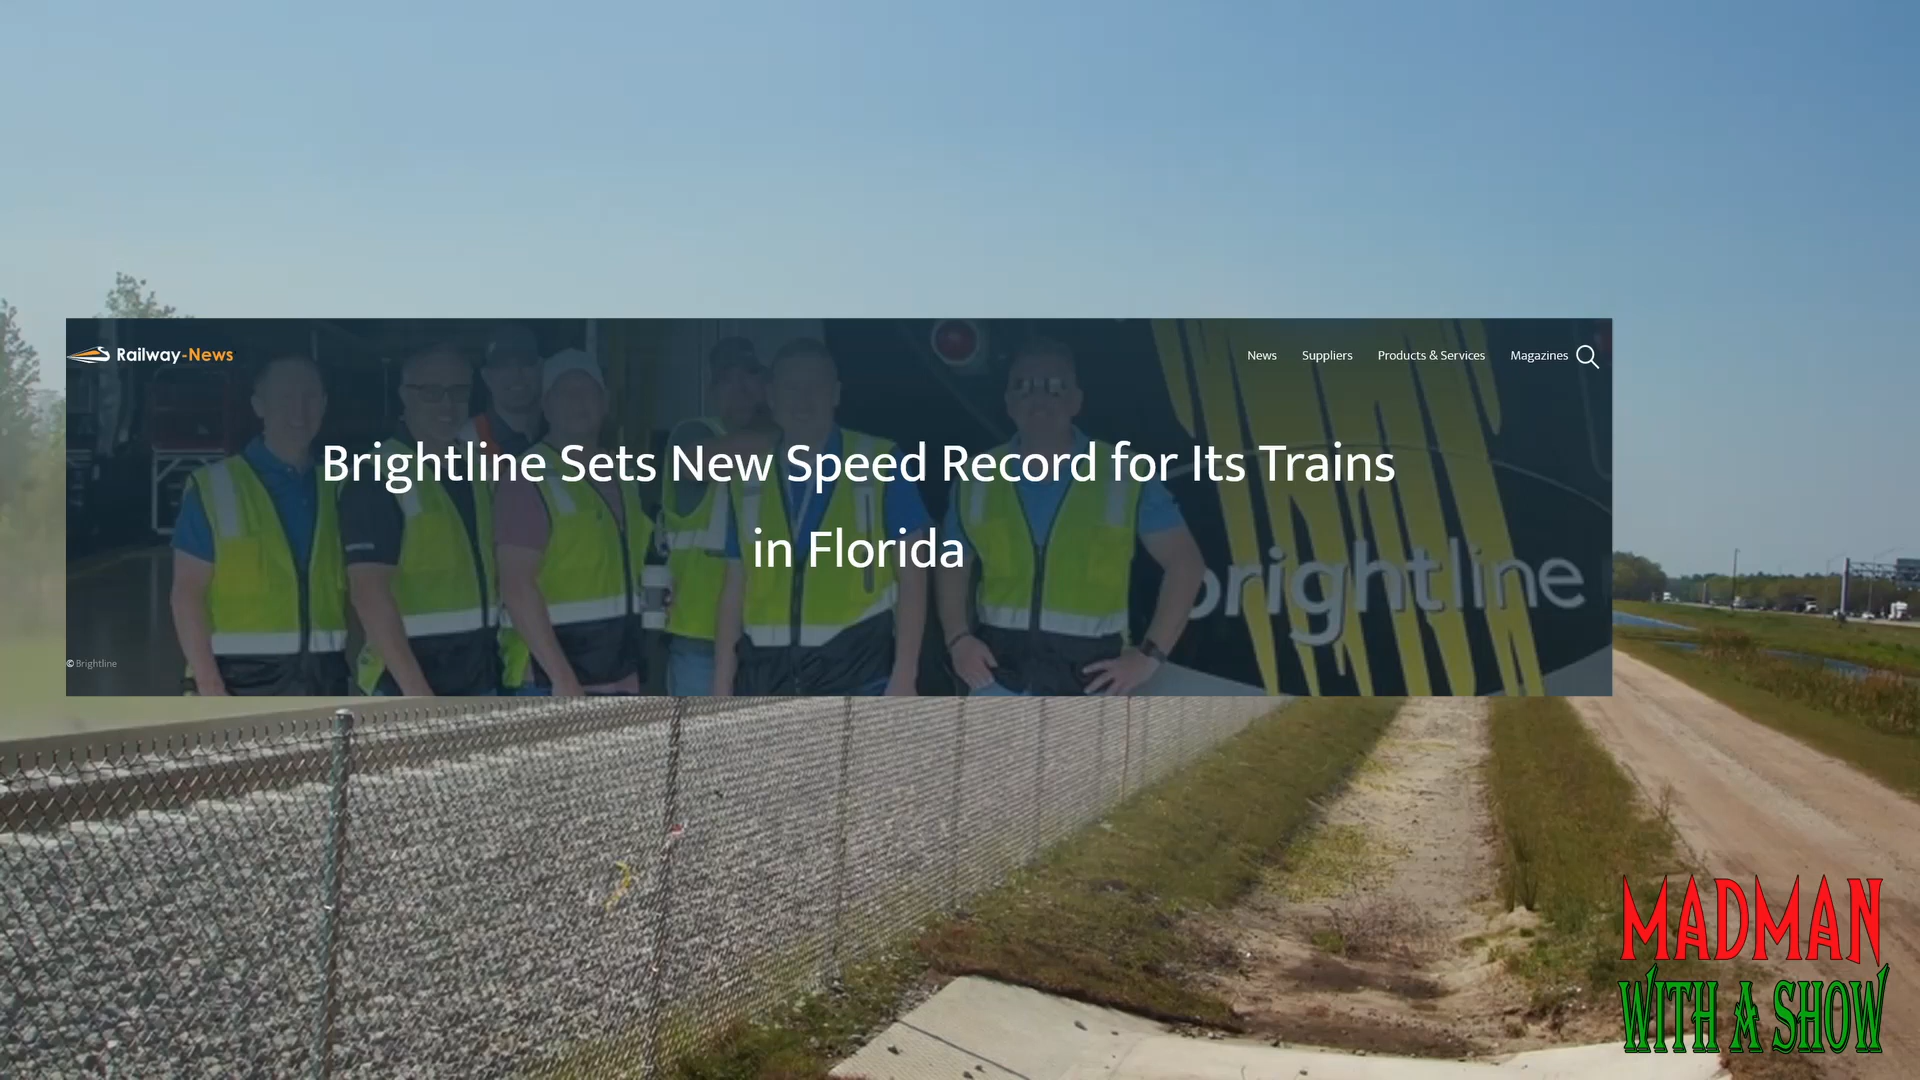 Railway-News
News Suppliers Products & Services Magazines
Brightline Sets New Speed Record for Its Trains
in Florida
brightline
© Brightline
MADMAN
WITH A SHOW